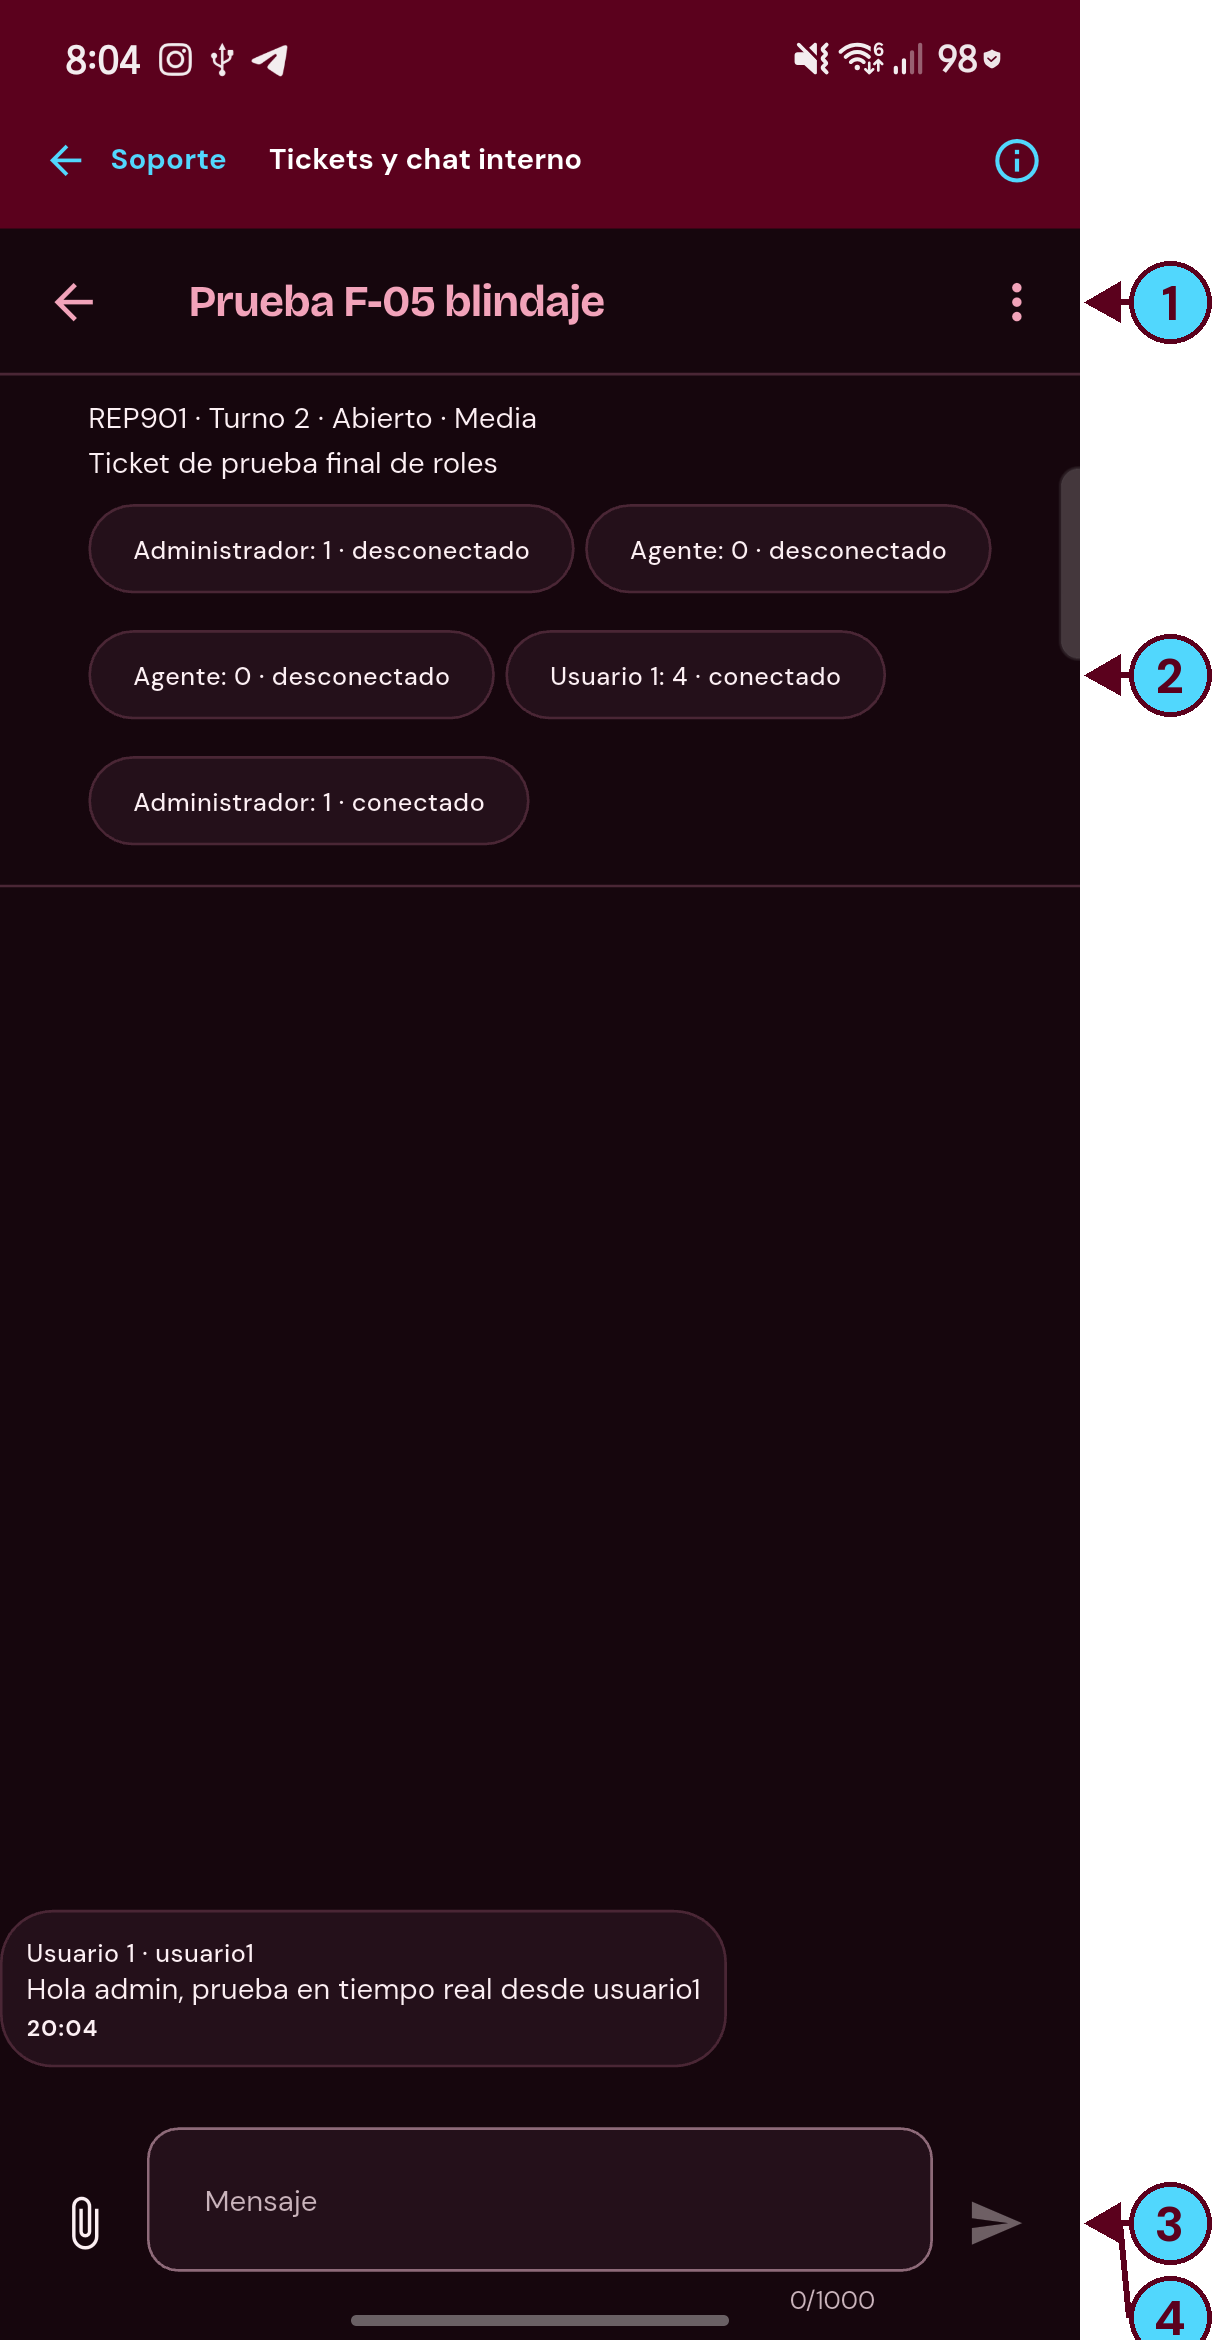 8:04 6 98
Soporte Tickets y chat interno
Prueba F-05 blindaje
1
REP901 · Turno 2 · Abierto · Media
Ticket de prueba final de roles
Administrador: 1 · desconectado Agente: 0 · desconectado
Agente: 0 · desconectado Usuario 1: 4 · conectado
2
Administrador: 1 · conectado
Usuario 1 · usuario1
Hola admin, prueba en tiempo real desde usuario1
20:04
Mensaje
3
0/1000
4